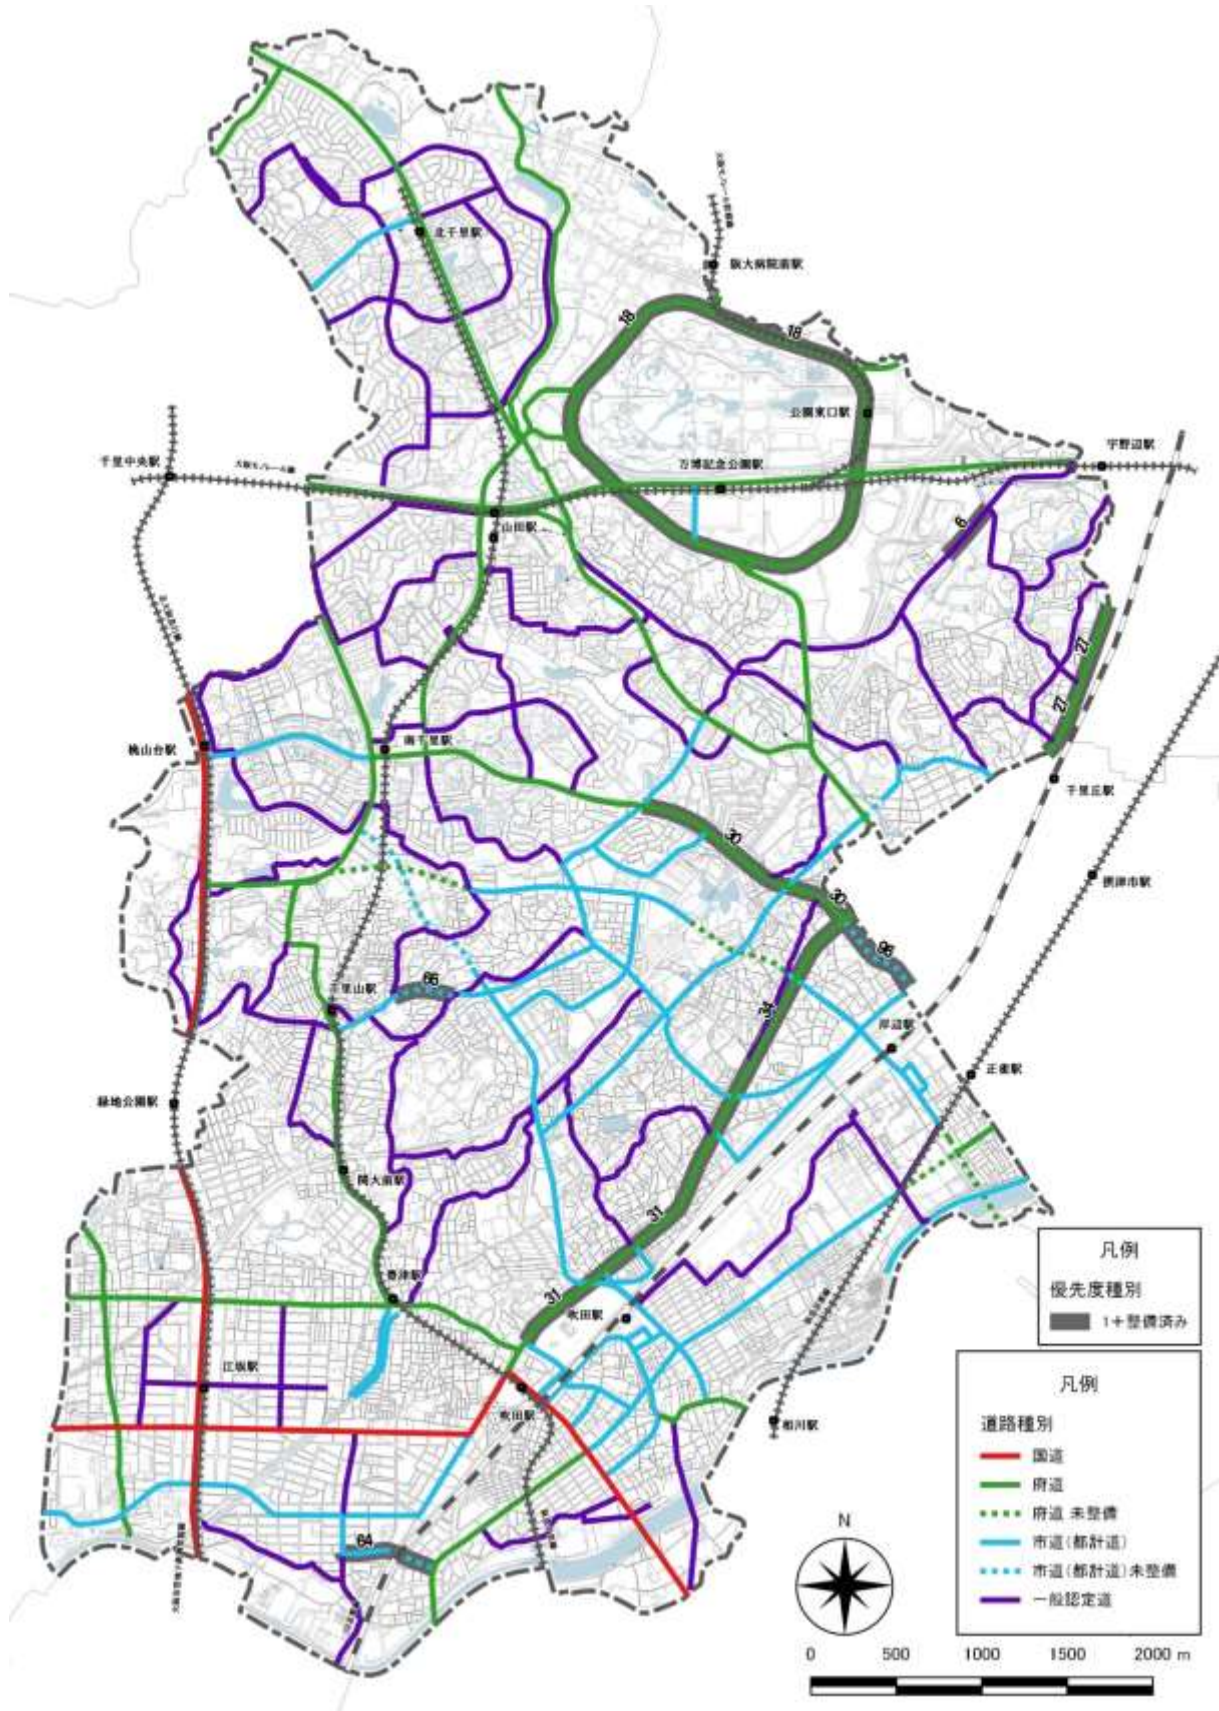 北千里駅
阪大病院前駅
18
18
公園東口駅
千里中央駅
宇野辺駅
万博記念公園駅
山田駅
6
27
27
桃山台駅
南千里駅
千里丘駅
30
30
摂津市駅
96
66
千里山駅
34
岸辺駅
正雀駅
緑地公園駅
関大前駅
31
豊津駅
31
吹田駅
江坂駅
吹田駅
相川駅
64
凡例
優先度種別
1+整備済み
凡例
道路種別
国道
府道
府道 未整備
市道(都計道)
市道(都計道)未整備
一般認定道
N
0 500 1000 1500 2000 m